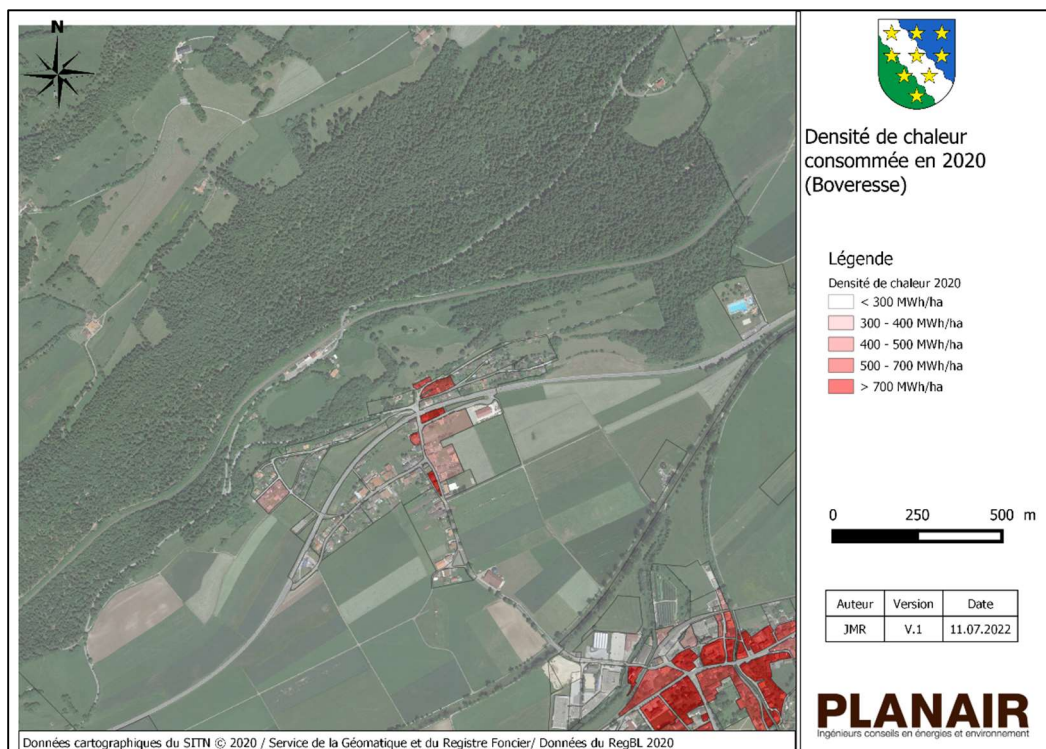 N
Densité de chaleur
consommée en 2020
(Boveresse)
Légende
Densité de chaleur 2020
< 300 MWh/ha
300 - 400 MWh/ha
400 - 500 MWh/ha
500 - 700 MWh/ha
> 700 MWh/ha
0 250 500 m
Auteur Version Date
JMR V.1 11.07.2022
PLANAIR
Ingénieurs conseils en énergies et environnement
Données cartographiques du SITN © 2020 / Service de la Géomatique et du Registre Foncier/ Données du RegBL 2020